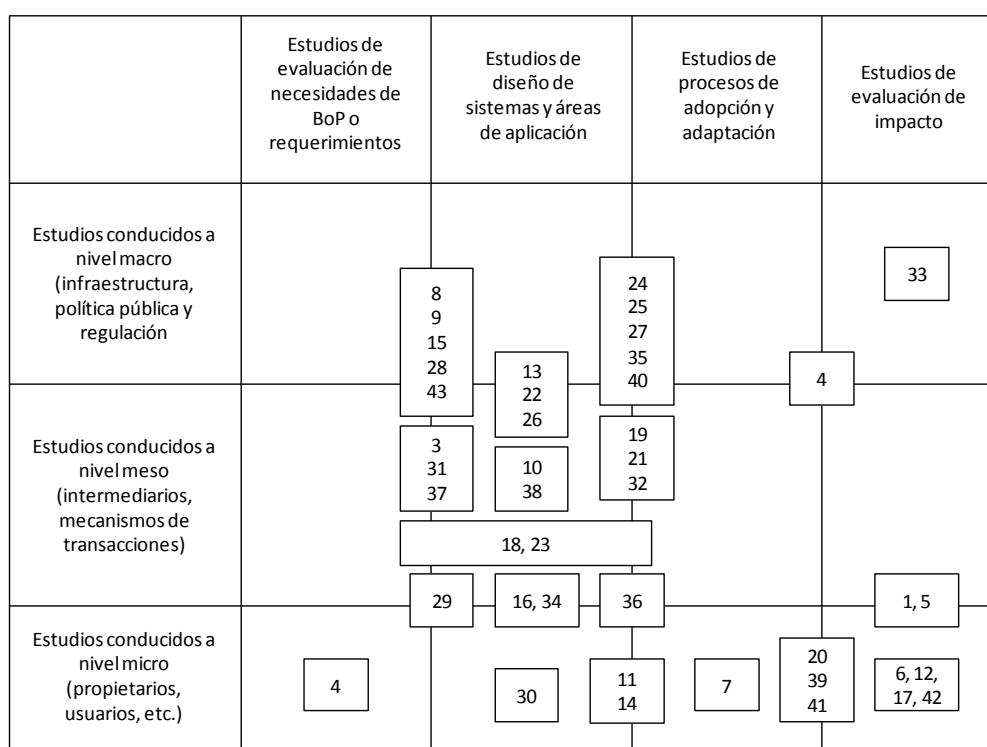 Estudios de
evaluación de
necesidades de
BoP o
requerimientos
Estudios de
diseño de
sistemas y áreas
de aplicación
Estudios de
procesos de
adopción y
adaptación
Estudios de
evaluación de
impacto
Estudios conducidos a
nivel macro
(infraestructura,
política pública y
regulación
8
9
15
28
43
13
22
26
24
25
27
35
40
33
4
Estudios conducidos a
nivel meso
(intermediarios,
mecanismos de
transacciones)
3
31
37
10
38
19
21
32
18, 23
29
16, 34
36
1, 5
Estudios conducidos a
nivel micro
(propietarios,
usuarios, etc.)
4
30
11
14
7
20
39
41
6, 12,
17, 42